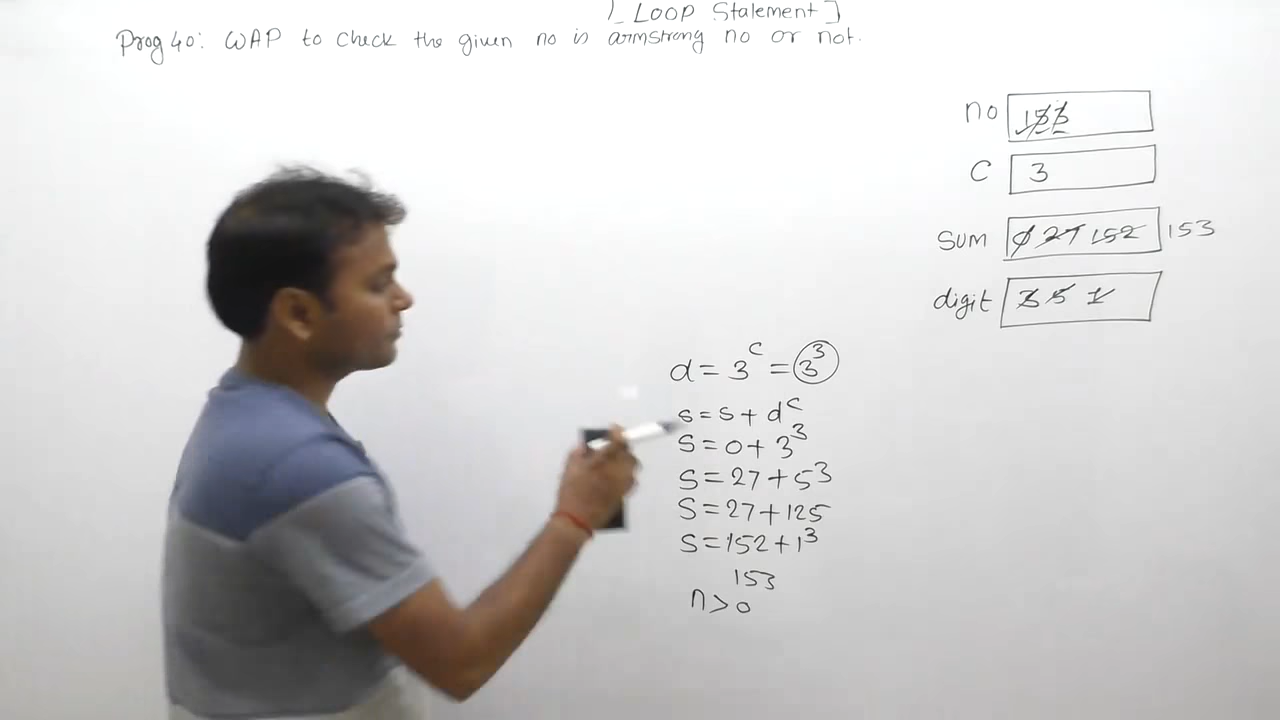 [ Loop Statement ]
Prog 40: WAP to check the given no is armstrong no or not.
no 153
C 3
Sum 0 27 152 153
digit 3 5 1
d = 3^c = 3^3
s = s + d^c
S = 0 + 3^3
S = 27 + 5^3
S = 27 + 125
S = 152 + 1^3
153
n > 0